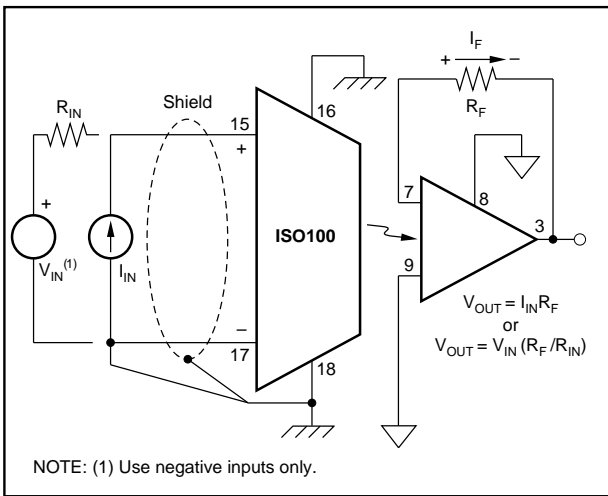 I_F
+ −
R_F
R_IN
Shield
15
16
+
7
8
+
ISO100
3
V_IN^(1)
I_IN
9
−
17
18
V_OUT = I_IN R_F
or
V_OUT = V_IN (R_F /R_IN)
NOTE: (1) Use negative inputs only.